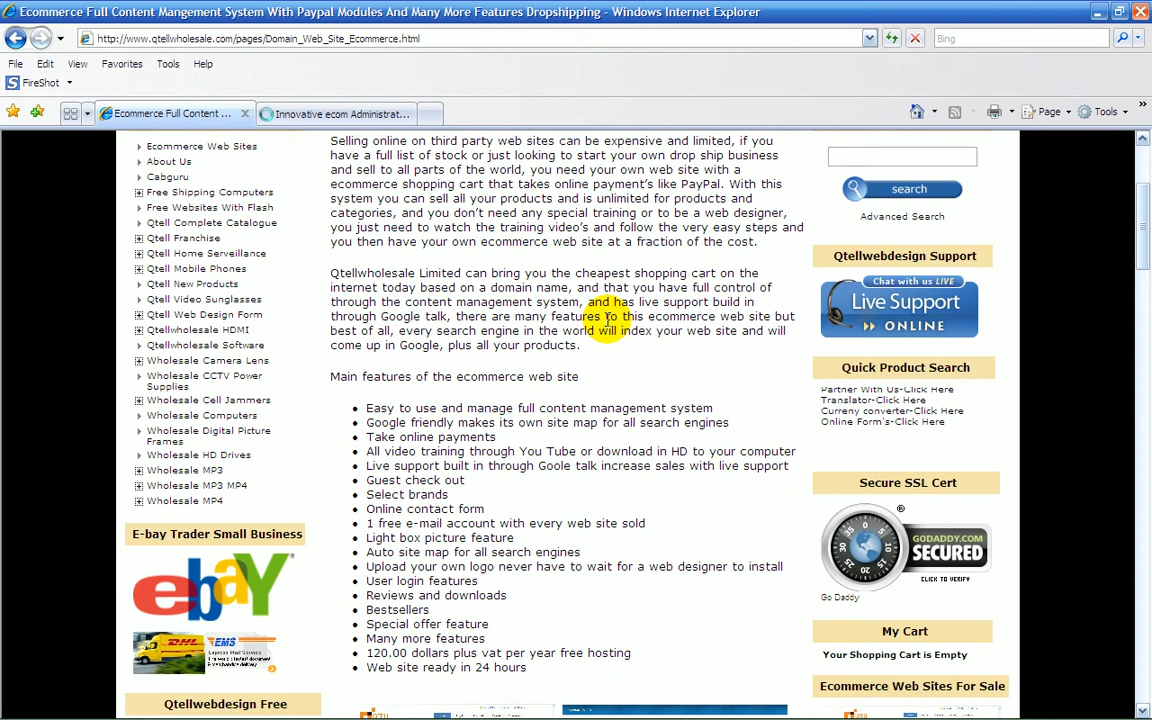 Ecommerce Full Content Mangement System With Paypal Modules And Many More Features Dropshipping - Windows Internet Explorer
http://www.qtellwholesale.com/pages/Domain_Web_Site_Ecommerce.html
Bing
File Edit View Favorites Tools Help
FireShot
Ecommerce Full Content ...
Innovative ecom Administrat...
Page
Tools
Ecommerce Web Sites
About Us
Cabguru
Free Shipping Computers
Free Websites With Flash
Qtell Complete Catalogue
Qtell Franchise
Qtell Home Serveillance
Qtell Mobile Phones
Qtell New Products
Qtell Video Sunglasses
Qtell Web Design Form
Qtellwholesale HDMI
Qtellwholesale Software
Wholesale Camera Lens
Wholesale CCTV Power
Supplies
Wholesale Cell Jammers
Wholesale Computers
Wholesale Digital Picture
Frames
Wholesale HD Drives
Wholesale MP3
Wholesale MP3 MP4
Wholesale MP4
E-bay Trader Small Business
ebay
DHL
EMS
Qtellwebdesign Free
Selling online on third party web sites can be expensive and limited, if you
have a full list of stock or just looking to start your own drop ship business
and sell to all parts of the world, you need your own web site with a
ecommerce shopping cart that takes online payment's like PayPal. With this
system you can sell all your products and is unlimited for products and
categories, and you don't need any special training or to be a web designer,
you just need to watch the training video's and follow the very easy steps and
you then have your own ecommerce web site at a fraction of the cost.
Qtellwholesale Limited can bring you the cheapest shopping cart on the
internet today based on a domain name, and that you have full control of
through the content management system, and has live support build in
through Google talk, there are many features to this ecommerce web site but
best of all, every search engine in the world will index your web site and will
come up in Google, plus all your products.
Main features of the ecommerce web site
Easy to use and manage full content management system
Google friendly makes its own site map for all search engines
Take online payments
All video training through You Tube or download in HD to your computer
Live support built in through Goole talk increase sales with live support
Guest check out
Select brands
Online contact form
1 free e-mail account with every web site sold
Light box picture feature
Auto site map for all search engines
Upload your own logo never have to wait for a web designer to install
User login features
Reviews and downloads
Bestsellers
Special offer feature
Many more features
120.00 dollars plus vat per year free hosting
Web site ready in 24 hours
search
Advanced Search
Qtellwebdesign Support
Chat with us LIVE
Live Support
ONLINE
Quick Product Search
Partner With Us-Click Here
Translator-Click Here
Curreny converter-Click Here
Online Form's-Click Here
Secure SSL Cert
GODADDY.COM
SECURED
CLICK TO VERIFY
Go Daddy
My Cart
Your Shopping Cart is Empty
Ecommerce Web Sites For Sale